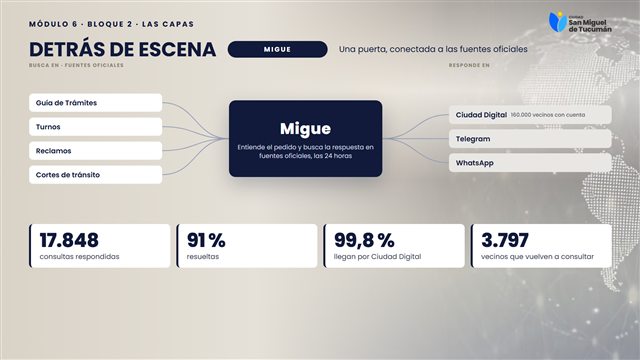 MÓDULO 6 · BLOQUE 2 · LAS CAPAS
CIUDAD
San Miguel
de Tucumán
DETRÁS DE ESCENA
MIGUE
Una puerta, conectada a las fuentes oficiales
BUSCA EN · FUENTES OFICIALES
RESPONDE EN
Guía de Trámites
Turnos
Reclamos
Cortes de tránsito
Migue
Entiende el pedido y busca la respuesta en
fuentes oficiales, las 24 horas
Ciudad Digital 160.000 vecinos con cuenta
Telegram
WhatsApp
17.848
consultas respondidas
91 %
resueltas
99,8 %
llegan por Ciudad Digital
3.797
vecinos que vuelven a consultar